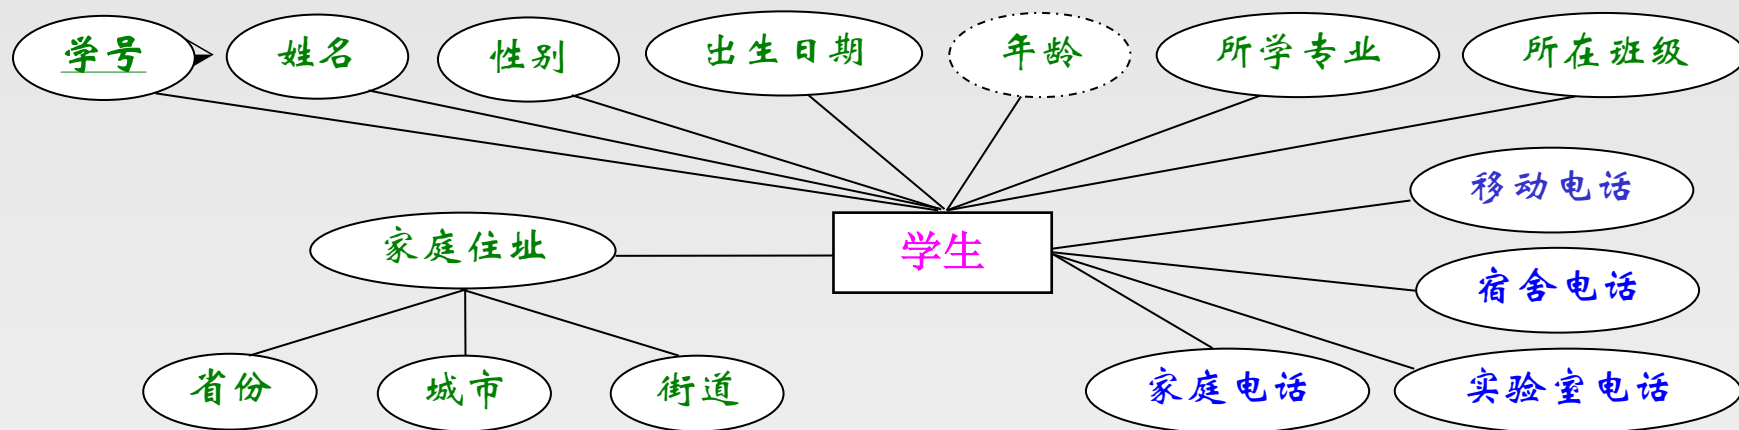 学号
姓名
性别
出生日期
年龄
所学专业
所在班级
移动电话
家庭住址
学生
宿舍电话
省份
城市
街道
家庭电话
实验室电话